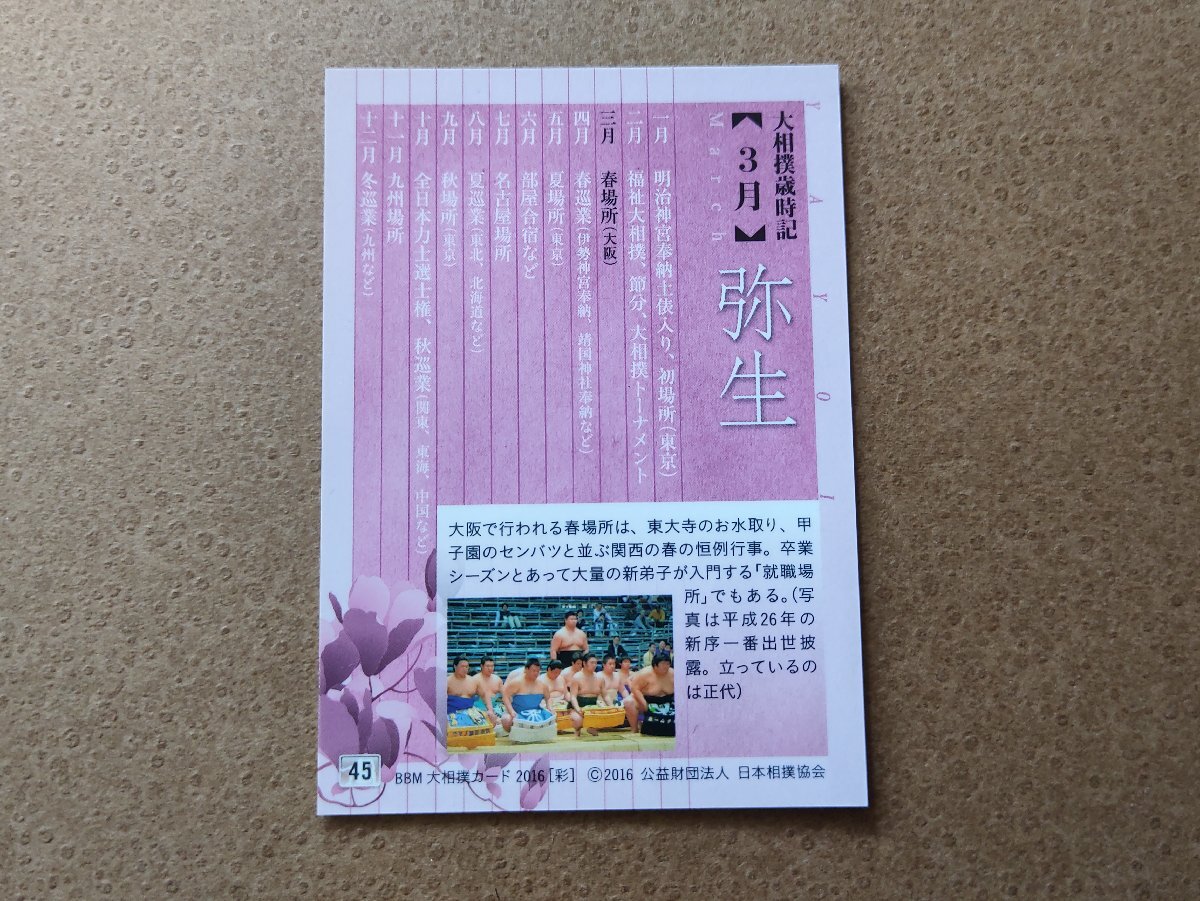 大相撲歳時記
【3月】
March
弥生
YAYOI
一月 明治神宮奉納土俵入り、初場所(東京)
二月 福祉大相撲、節分、大相撲トーナメント
三月 春場所(大阪)
四月 春巡業(伊勢神宮奉納、靖国神社奉納など)
五月 夏場所(東京)
六月 部屋合宿など
七月 名古屋場所
八月 夏巡業(東北、北海道など)
九月 秋場所(東京)
十月 全日本力士選士権、秋巡業(関東、東海、中国など)
十一月 九州場所
十二月 冬巡業(九州など)
大阪で行われる春場所は、東大寺のお水取り、甲
子園のセンバツと並ぶ関西の春の恒例行事。卒業
シーズンとあって大量の新弟子が入門する「就職場
所」でもある。(写
真は平成26年の
新序一番出世披
露。立っているの
は正代)
45
BBM 大相撲カード 2016[彩] ©2016 公益財団法人 日本相撲協会